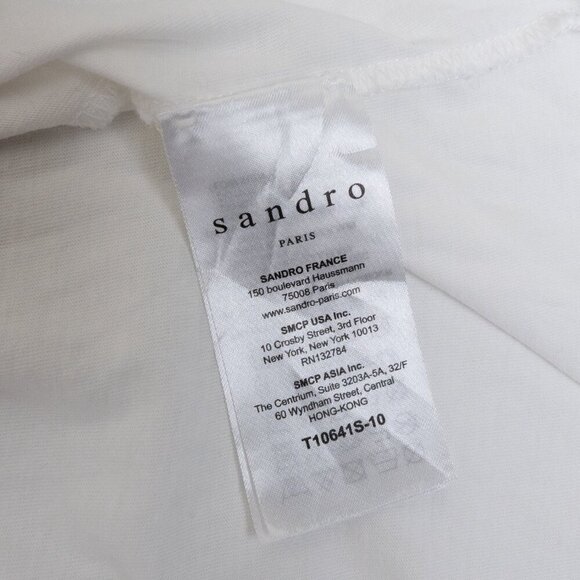 sandro
PARIS
SANDRO FRANCE
150 boulevard Haussmann
75008 Paris
www.sandro-paris.com
SMCP USA Inc.
10 Crosby Street, 3rd Floor
New York, New York 10013
RN132784
SMCP ASIA Inc.
The Centrium, Suite 3203A-5A, 32/F
60 Wyndham Street, Central
HONG-KONG
T10641S-10